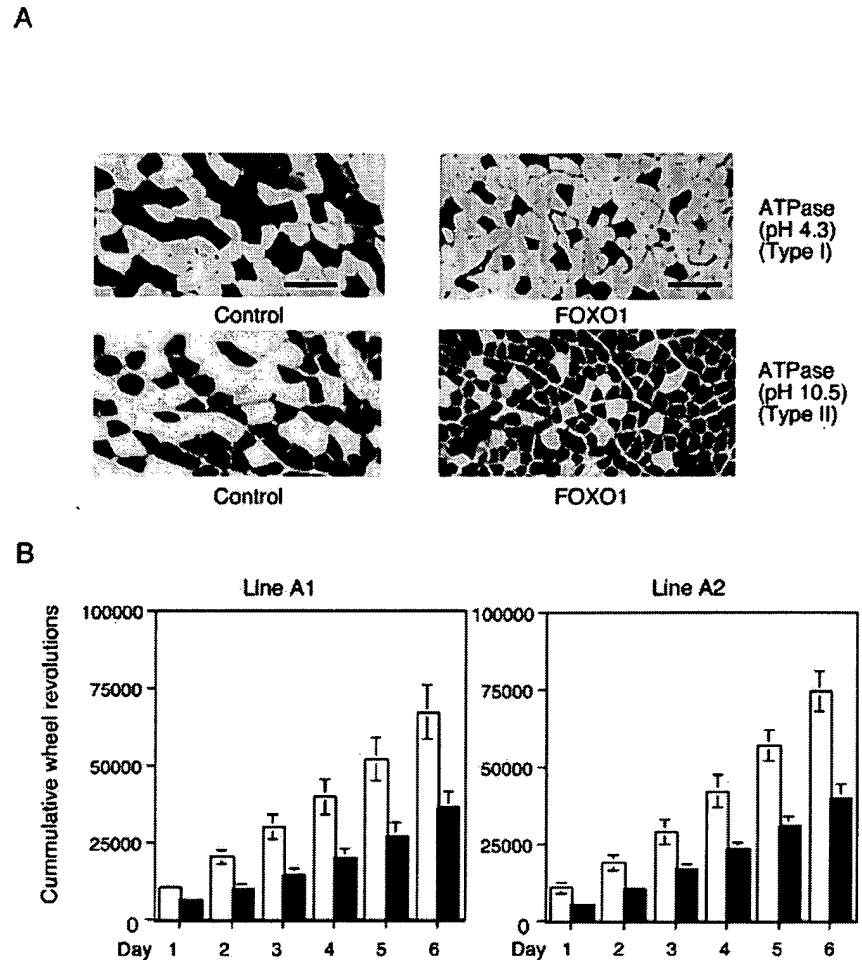 A
ATPase
(pH 4.3)
(Type I)
Control
FOXO1
ATPase
(pH 10.5)
(Type II)
Control
FOXO1
B
Line A1
Line A2
Cummulative wheel revolutions
100000
75000
50000
25000
0
Day 1 2 3 4 5 6
100000
75000
50000
25000
0
Day 1 2 3 4 5 6